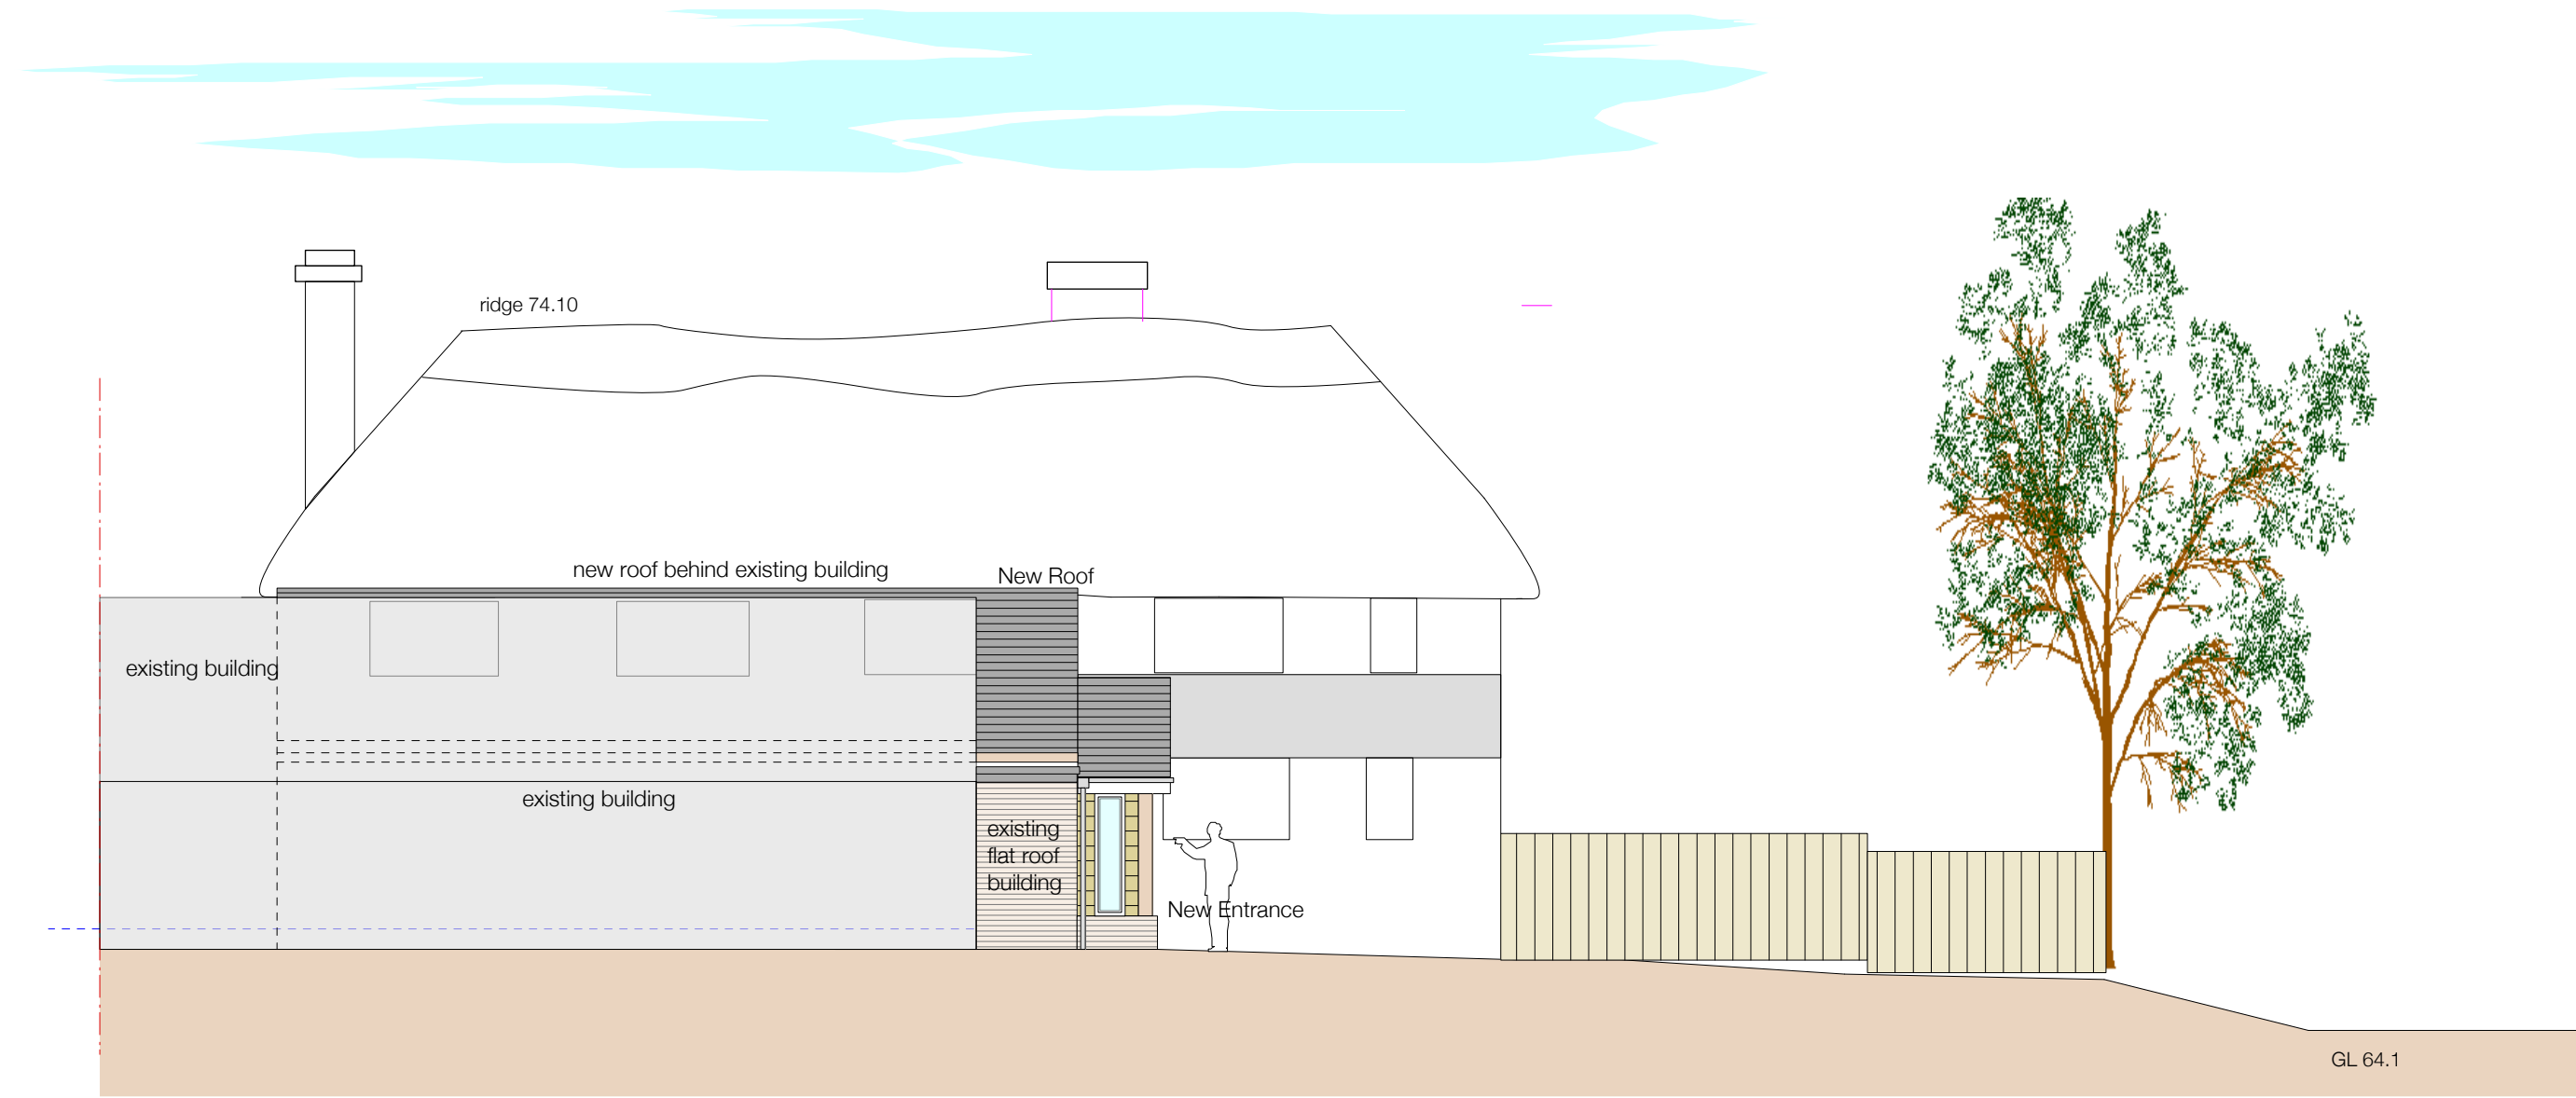 ridge 74.10
new roof behind existing building
New Roof
existing building
existing building
existing
flat roof
building
New Entrance
GL 64.1